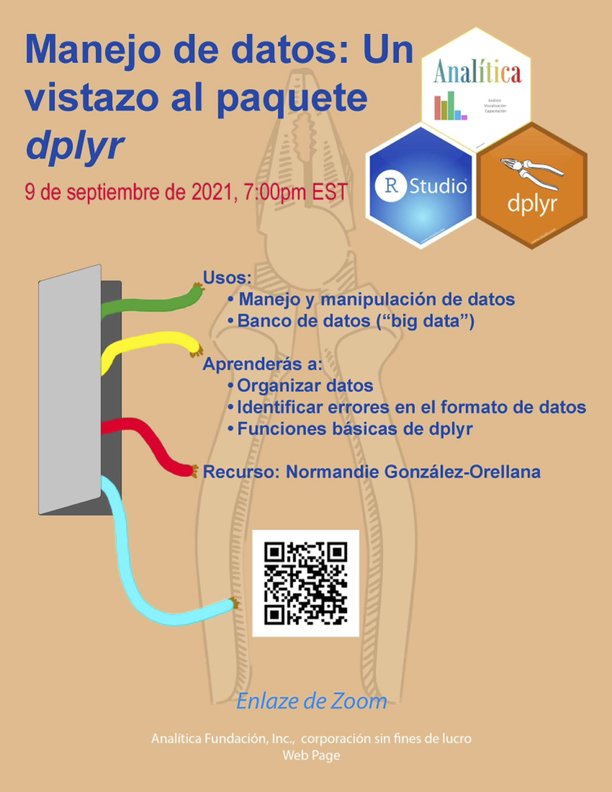 Manejo de datos: Un
vistazo al paquete
dplyr
9 de septiembre de 2021, 7:00pm EST
Analítica
Análisis
Visualización
Capacitación
R Studio
dplyr
Usos:
• Manejo y manipulación de datos
• Banco de datos (“big data”)
Aprenderás a:
• Organizar datos
• Identificar errores en el formato de datos
• Funciones básicas de dplyr
Recurso: Normandie González-Orellana
Enlaze de Zoom
Analítica Fundación, Inc., corporación sin fines de lucro
Web Page